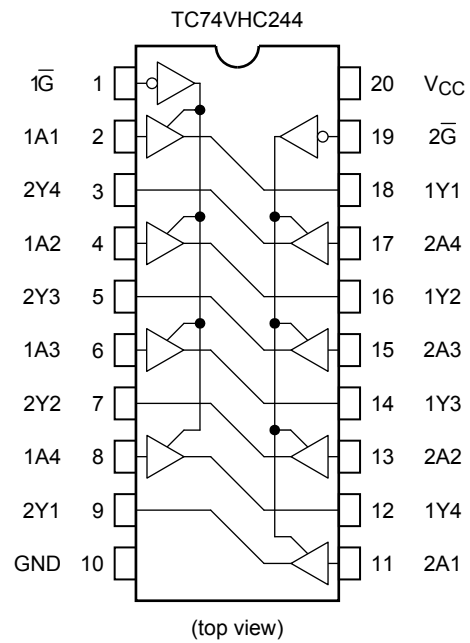 TC74VHC244
1G̅ 1 20 VCC
1A1 2 19 2G̅
2Y4 3 18 1Y1
1A2 4 17 2A4
2Y3 5 16 1Y2
1A3 6 15 2A3
2Y2 7 14 1Y3
1A4 8 13 2A2
2Y1 9 12 1Y4
GND 10 11 2A1
(top view)